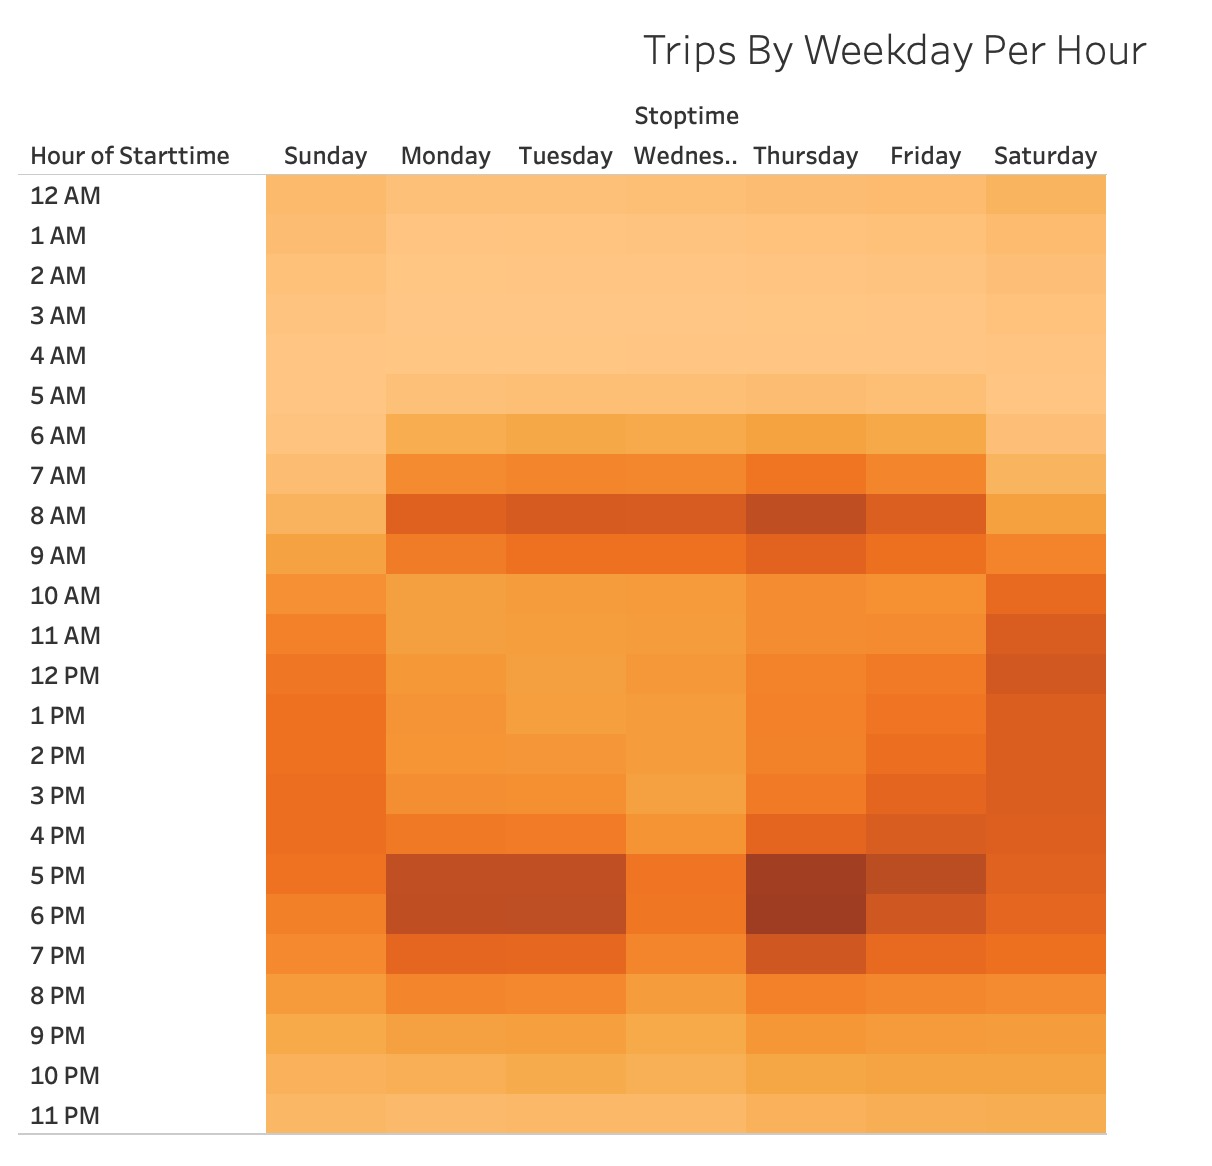 Trips By Weekday Per Hour
Stoptime
Hour of Starttime Sunday Monday Tuesday Wednes.. Thursday Friday Saturday
12 AM
1 AM
2 AM
3 AM
4 AM
5 AM
6 AM
7 AM
8 AM
9 AM
10 AM
11 AM
12 PM
1 PM
2 PM
3 PM
4 PM
5 PM
6 PM
7 PM
8 PM
9 PM
10 PM
11 PM